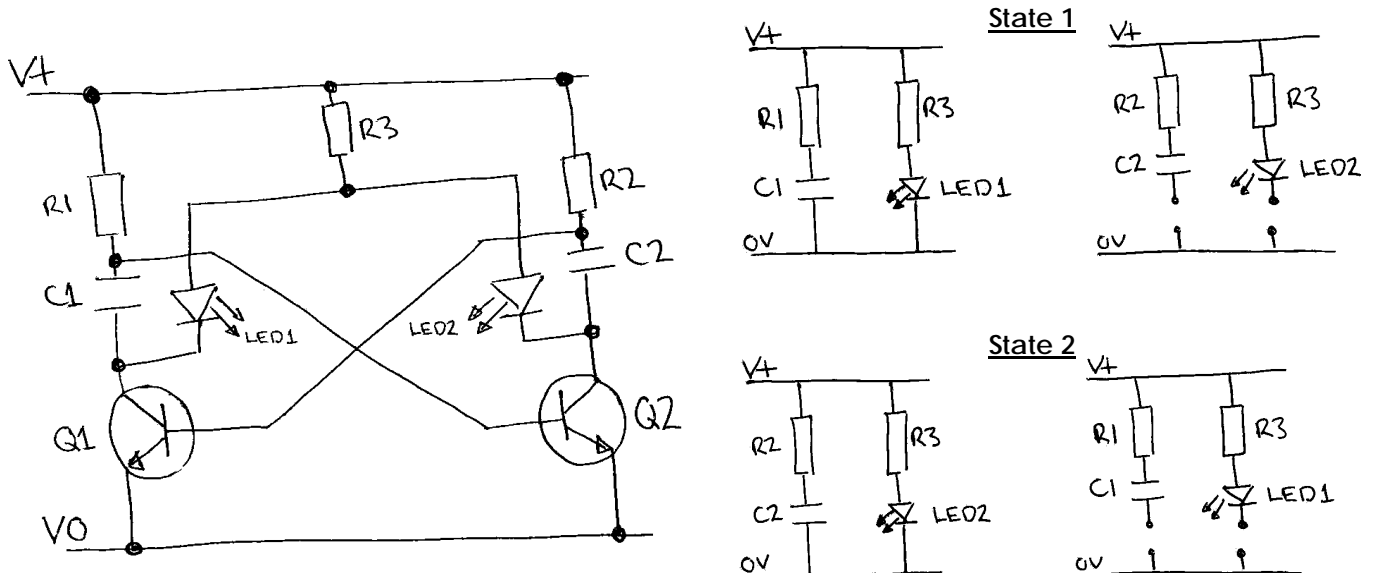 V+
R3
R1
R2
C1
C2
LED1
LED2
Q1
Q2
V0
State 1
V+
R1
R3
C1
LED1
0V
V+
R2
R3
C2
LED2
0V
State 2
V+
R2
R3
C2
LED2
0V
V+
R1
R3
C1
LED1
0V